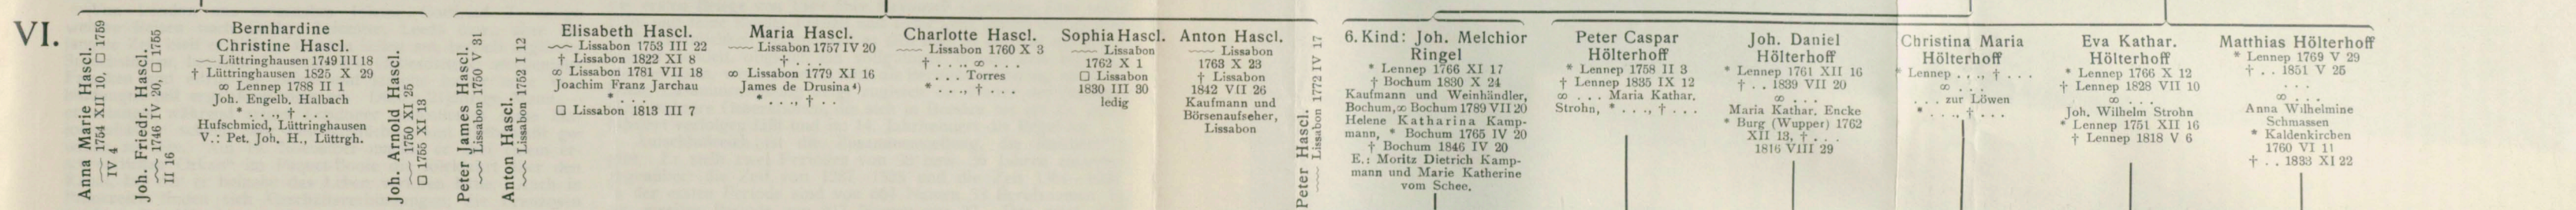 VI.
Anna Marie Hascl.
~~ 1754 XII 10, □ 1759
IV 4
Joh. Friedr. Hascl.
~~ 1746 IV 20, □ 1755
II 16
Bernhardine
Christine Hascl.
~~ Lüttringhausen 1749 III 18
† Lüttringhausen 1825 X 29
∞ Lennep 1788 II 1
Joh. Engelb. Halbach
* . . ., † . . .
Hufschmied, Lüttringhausen
V.: Pet. Joh. H., Lüttrgh.
Joh. Arnold Hascl.
~~ 1750 XI 25
□ 1755 XI 13
Peter James Hascl.
~~ Lissabon 1750 V 31
Anton Hascl.
~~ Lissabon 1752 I 12
Elisabeth Hascl.
~~ Lissabon 1753 III 22
† Lissabon 1822 XI 8
∞ Lissabon 1781 VII 18
Joachim Franz Jarchau
* . . .
□ Lissabon 1813 III 7
Maria Hascl.
~~ Lissabon 1757 IV 20
† . . .
∞ Lissabon 1779 XI 16
James de Drusina ⁴)
* . . ., † . .
Charlotte Hascl.
~~ Lissabon 1760 X 3
† . . ., ∞ . . .
. . . Torres
* . . ., † . . .
Sophia Hascl.
~~ Lissabon
1762 X 1
□ Lissabon
1830 III 30
ledig
Anton Hascl.
~~ Lissabon
1763 X 23
† Lissabon
1842 VII 26
Kaufmann und
Börsenaufseher,
Lissabon
Peter Hascl.
~~ Lissabon 1772 IV 17
6. Kind: Joh. Melchior
Ringel
* Lennep 1766 XI 17
† Bochum 1830 X 24
Kaufmann und Weinhändler,
Bochum, ∞ Bochum 1789 VII 20
Helene Katharina Kamp-
mann, * Bochum 1765 IV 20
† Bochum 1846 IV 20
E.: Moritz Dietrich Kamp-
mann und Marie Katherine
vom Schee.
Peter Caspar
Hölterhoff
* Lennep 1758 II 3
† Lennep 1835 IX 12
∞ . . . Maria Kathar.
Strohn, * . . ., † . . .
Joh. Daniel
Hölterhoff
* Lennep 1761 XII 16
† . . 1839 VII 20
∞ . . .
Maria Kathar. Encke
* Burg (Wupper) 1762
XII 13, † . .
1816 VIII 29
Christina Maria
Hölterhoff
* Lennep . . ., † . . .
∞ . . .
. . . zur Löwen
* . . ., † . . .
Eva Kathar.
Hölterhoff
* Lennep 1766 X 12
† Lennep 1828 VII 10
∞ . . .
Joh. Wilhelm Strohn
* Lennep 1751 XII 16
† Lennep 1818 V 6
Matthias Hölterhoff
* Lennep 1769 V 29
† . . 1851 V 25
. . .
∞ . . .
Anna Wilhelmine
Schmassen
* Kaldenkirchen
1760 VI 11
† . . 1833 XI 22